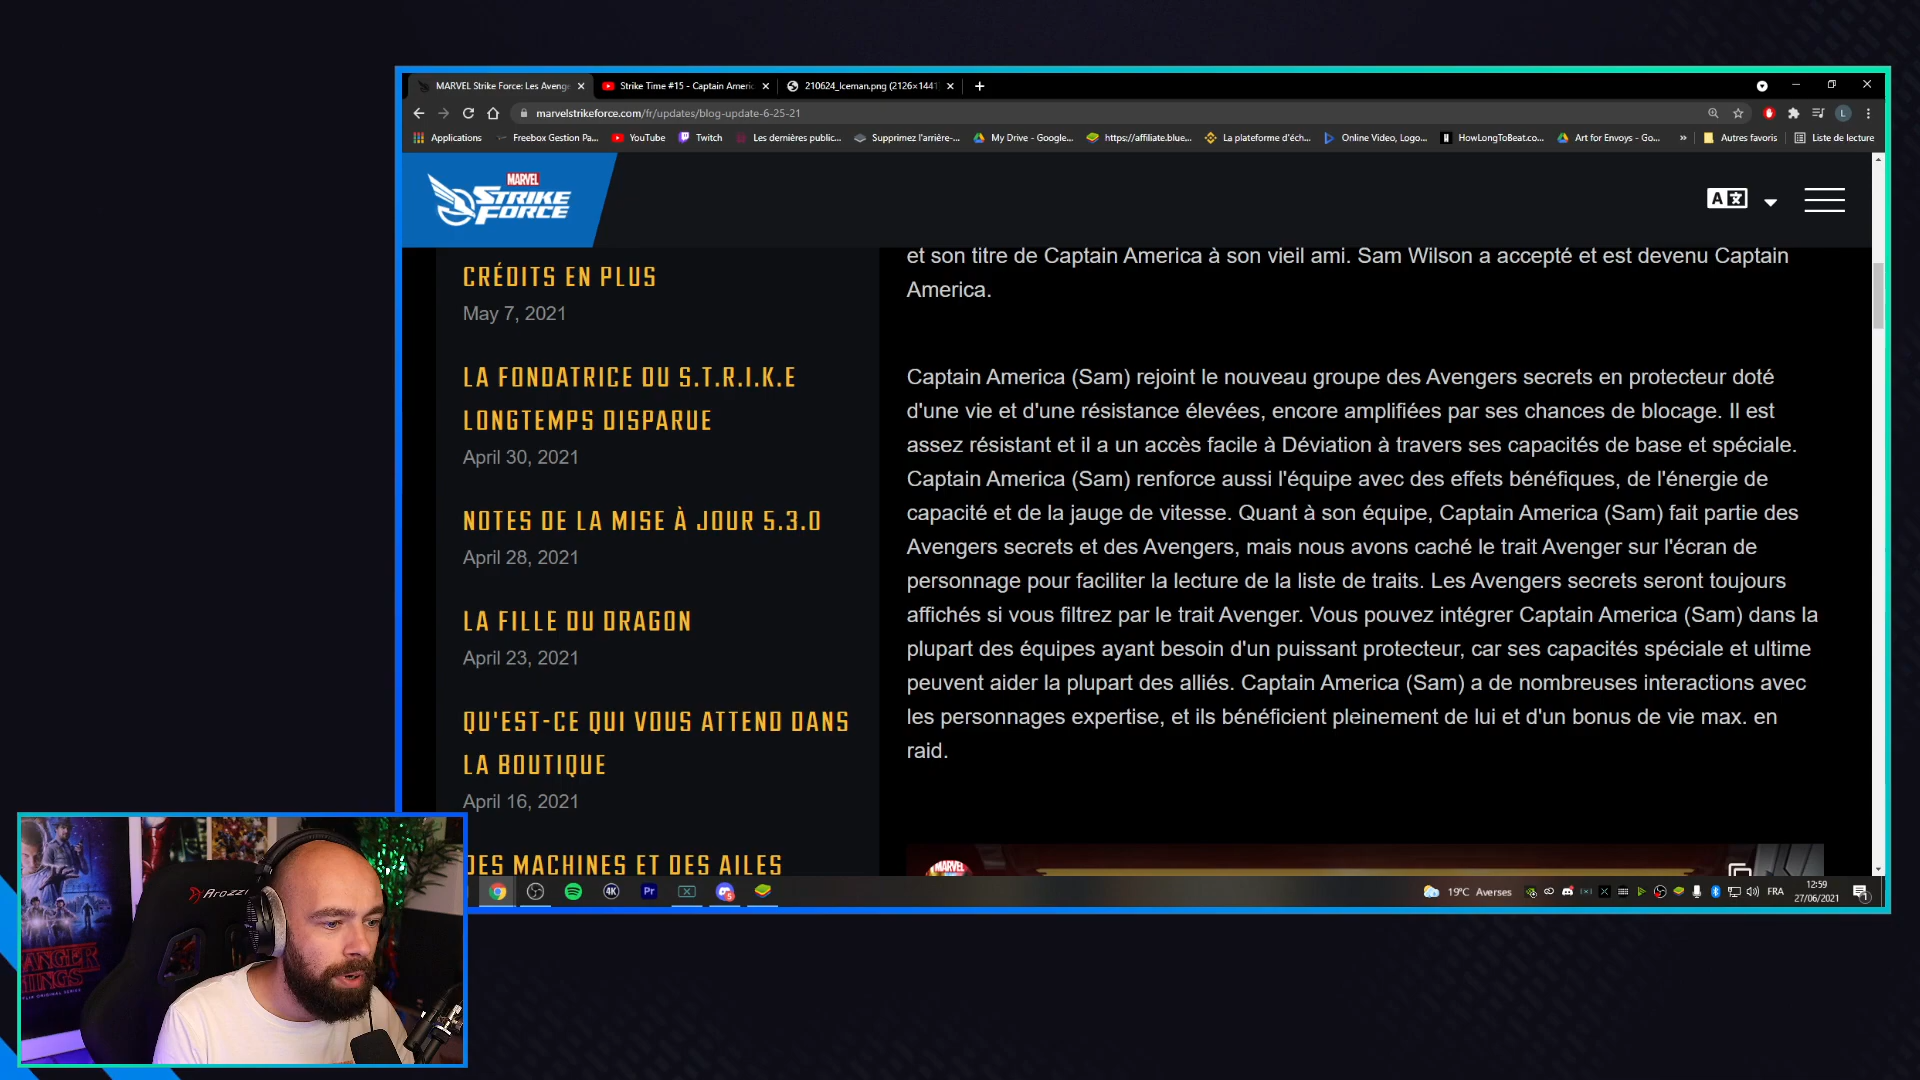 MARVEL Strike Force: Les Avenge
Strike Time #15 - Captain Americ
210624_Iceman.png (2126×1441
marvelstrikeforce.com/fr/updates/blog-update-6-25-21
Applications
Freebox Gestion Pa...
YouTube
Twitch
Les dernières public...
Supprimez l'arrière-...
My Drive - Google...
https://affiliate.blue...
La plateforme d'éch...
Online Video, Logo...
HowLongToBeat.co...
Art for Envoys - Go...
»
Autres favoris
Liste de lecture
MARVEL
STRIKE
FORCE
CRÉDITS EN PLUS
May 7, 2021
LA FONDATRICE DU S.T.R.I.K.E
LONGTEMPS DISPARUE
April 30, 2021
NOTES DE LA MISE À JOUR 5.3.0
April 28, 2021
LA FILLE DU DRAGON
April 23, 2021
QU'EST-CE QUI VOUS ATTEND DANS
LA BOUTIQUE
April 16, 2021
DES MACHINES ET DES AILES
et son titre de Captain America à son vieil ami. Sam Wilson a accepté et est devenu Captain
America.
Captain America (Sam) rejoint le nouveau groupe des Avengers secrets en protecteur doté
d'une vie et d'une résistance élevées, encore amplifiées par ses chances de blocage. Il est
assez résistant et il a un accès facile à Déviation à travers ses capacités de base et spéciale.
Captain America (Sam) renforce aussi l'équipe avec des effets bénéfiques, de l'énergie de
capacité et de la jauge de vitesse. Quant à son équipe, Captain America (Sam) fait partie des
Avengers secrets et des Avengers, mais nous avons caché le trait Avenger sur l'écran de
personnage pour faciliter la lecture de la liste de traits. Les Avengers secrets seront toujours
affichés si vous filtrez par le trait Avenger. Vous pouvez intégrer Captain America (Sam) dans la
plupart des équipes ayant besoin d'un puissant protecteur, car ses capacités spéciale et ultime
peuvent aider la plupart des alliés. Captain America (Sam) a de nombreuses interactions avec
les personnages expertise, et ils bénéficient pleinement de lui et d'un bonus de vie max. en
raid.
MARVEL
4K
Pr
19°C Averses
FRA
12:59
27/06/2021
Arozzi
ANGER
HINGS